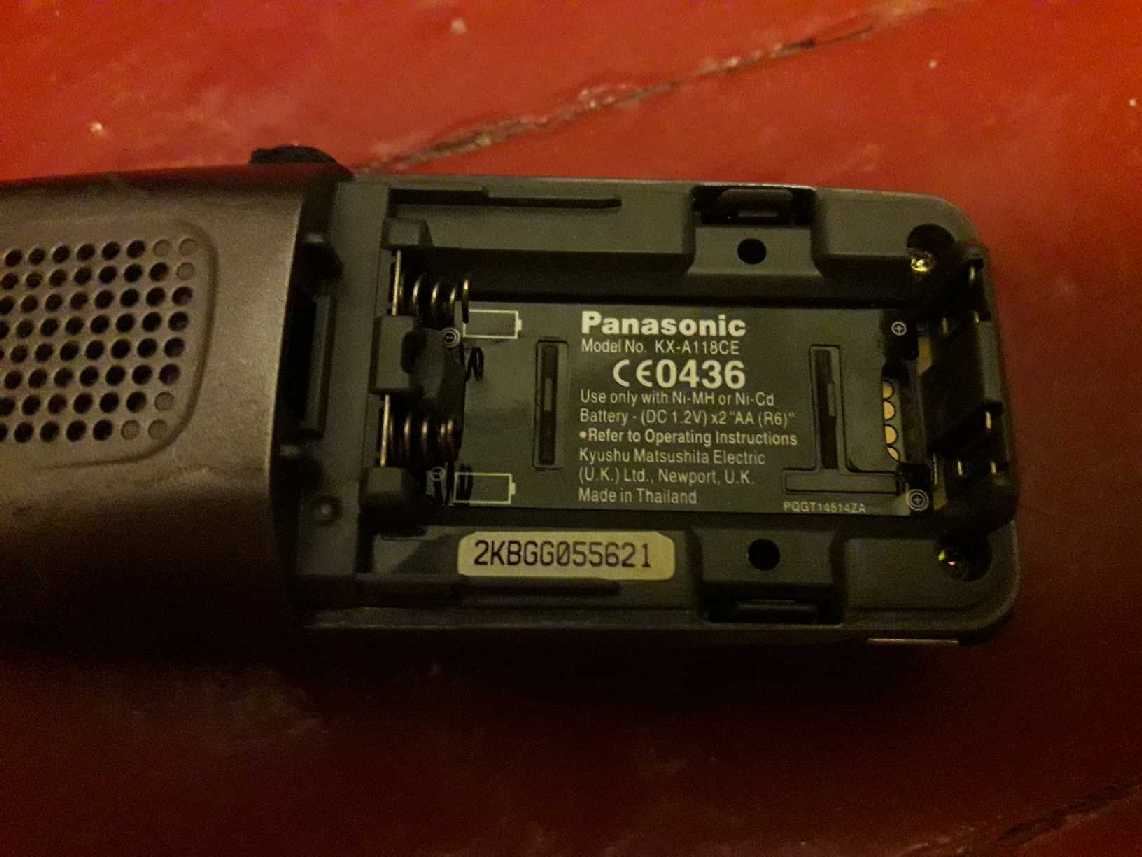 Panasonic
Model No. KX-A118CE
CE0436
Use only with Ni-MH or Ni-Cd
Battery - (DC 1.2V) x2 "AA (R6)"
•Refer to Operating Instructions
Kyushu Matsushita Electric
(U.K.) Ltd., Newport, U.K.
Made in Thailand
PQGT14514ZA
2KBGG055621